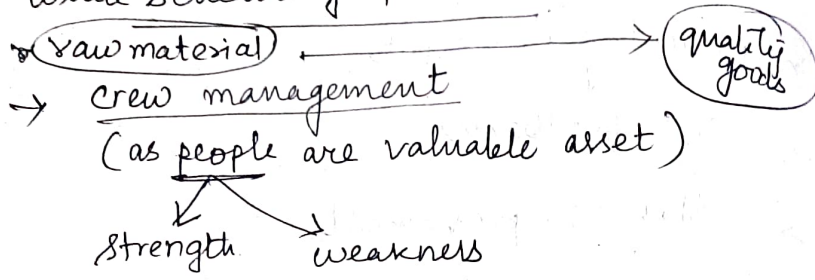 raw material → quality goods
→ crew management
(as people are valuable asset)
strength weakness